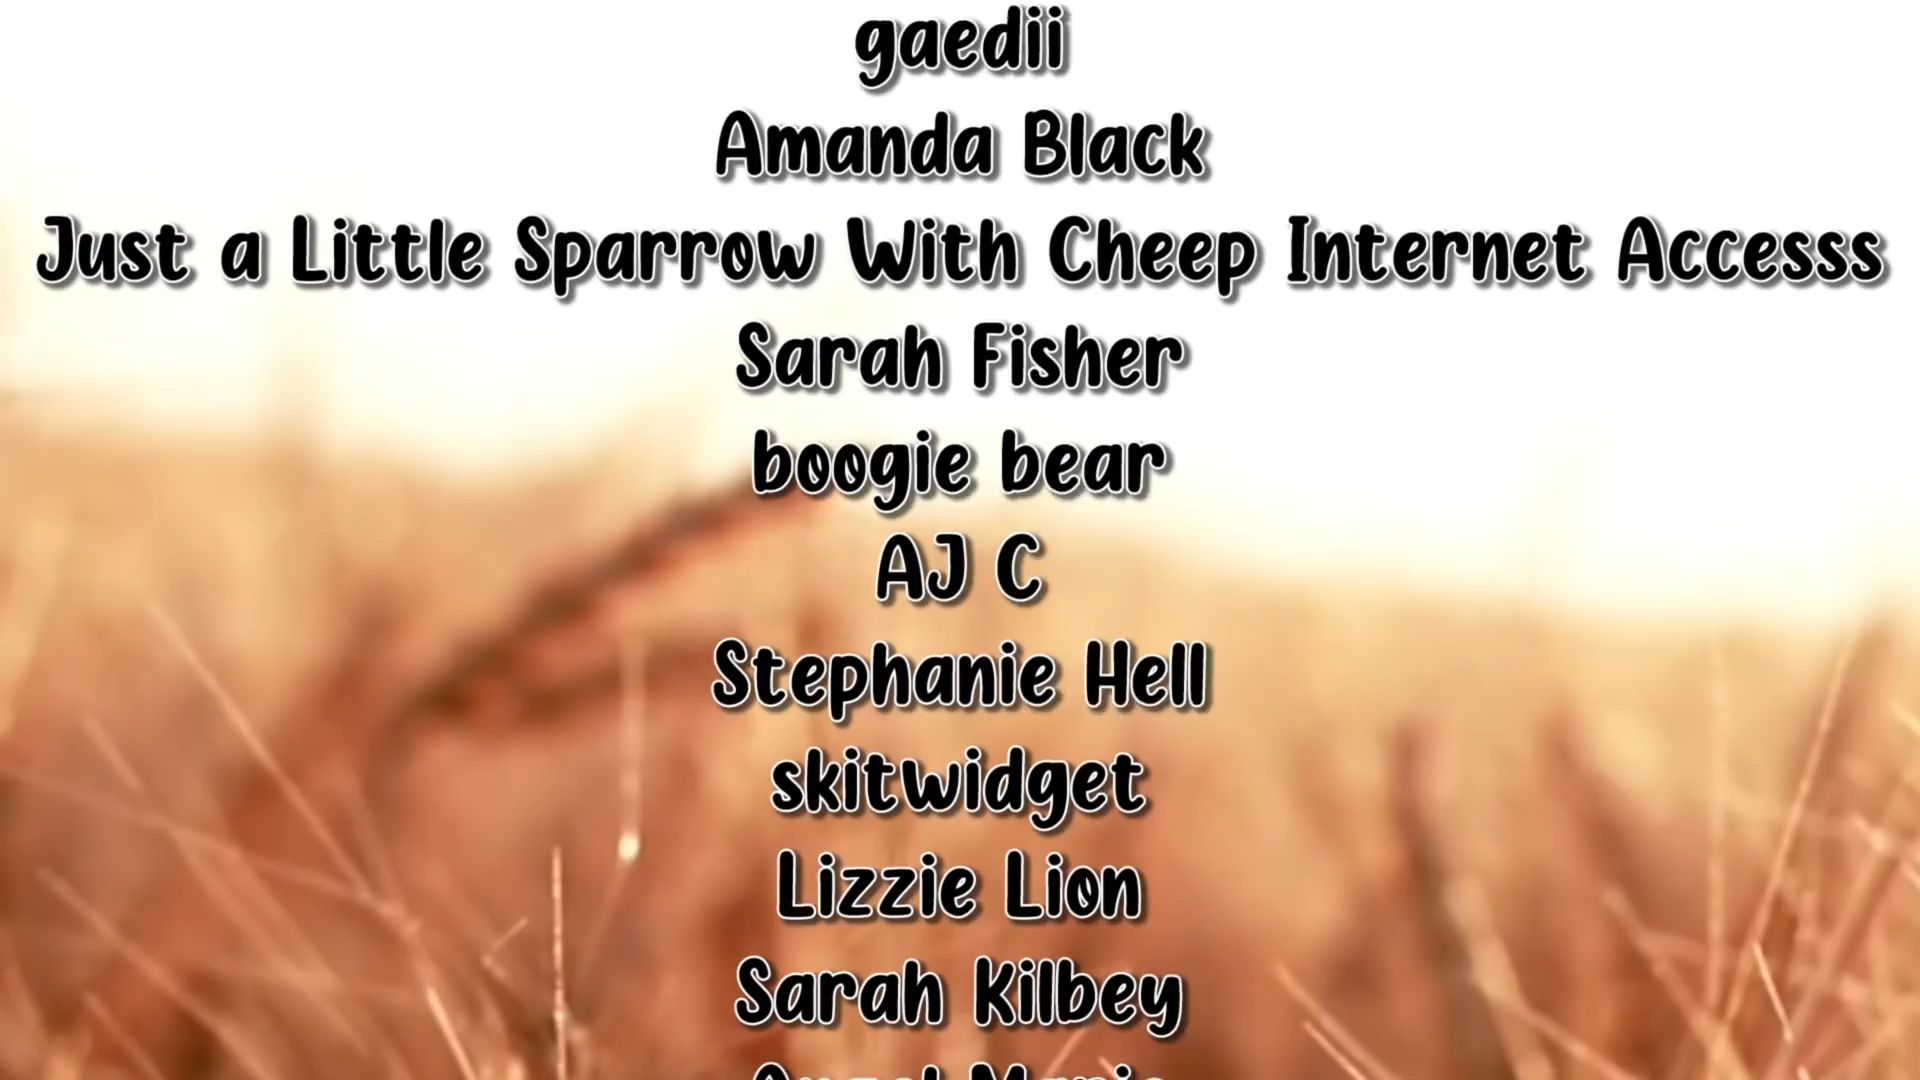 gaedii
Amanda Black
Just a Little Sparrow With Cheep Internet Accesss
Sarah Fisher
boogie bear
AJ C
Stephanie Hell
skitwidget
Lizzie Lion
Sarah Kilbey